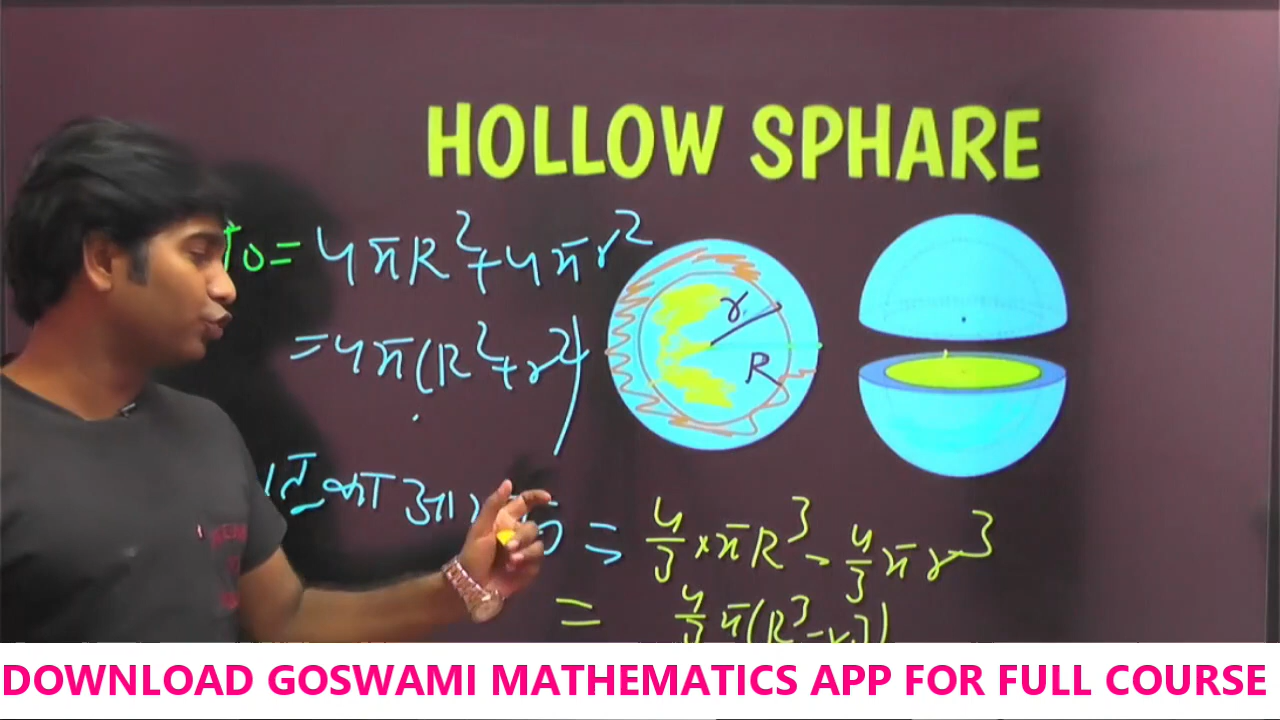 HOLLOW SPHARE
= 4πR² + 4πr²
= 4π(R² + r²)
r
R
का
= 4/3 × πR³ - 4/3 πr³
= 4/3 π(R³ - r³)
DOWNLOAD GOSWAMI MATHEMATICS APP FOR FULL COURSE